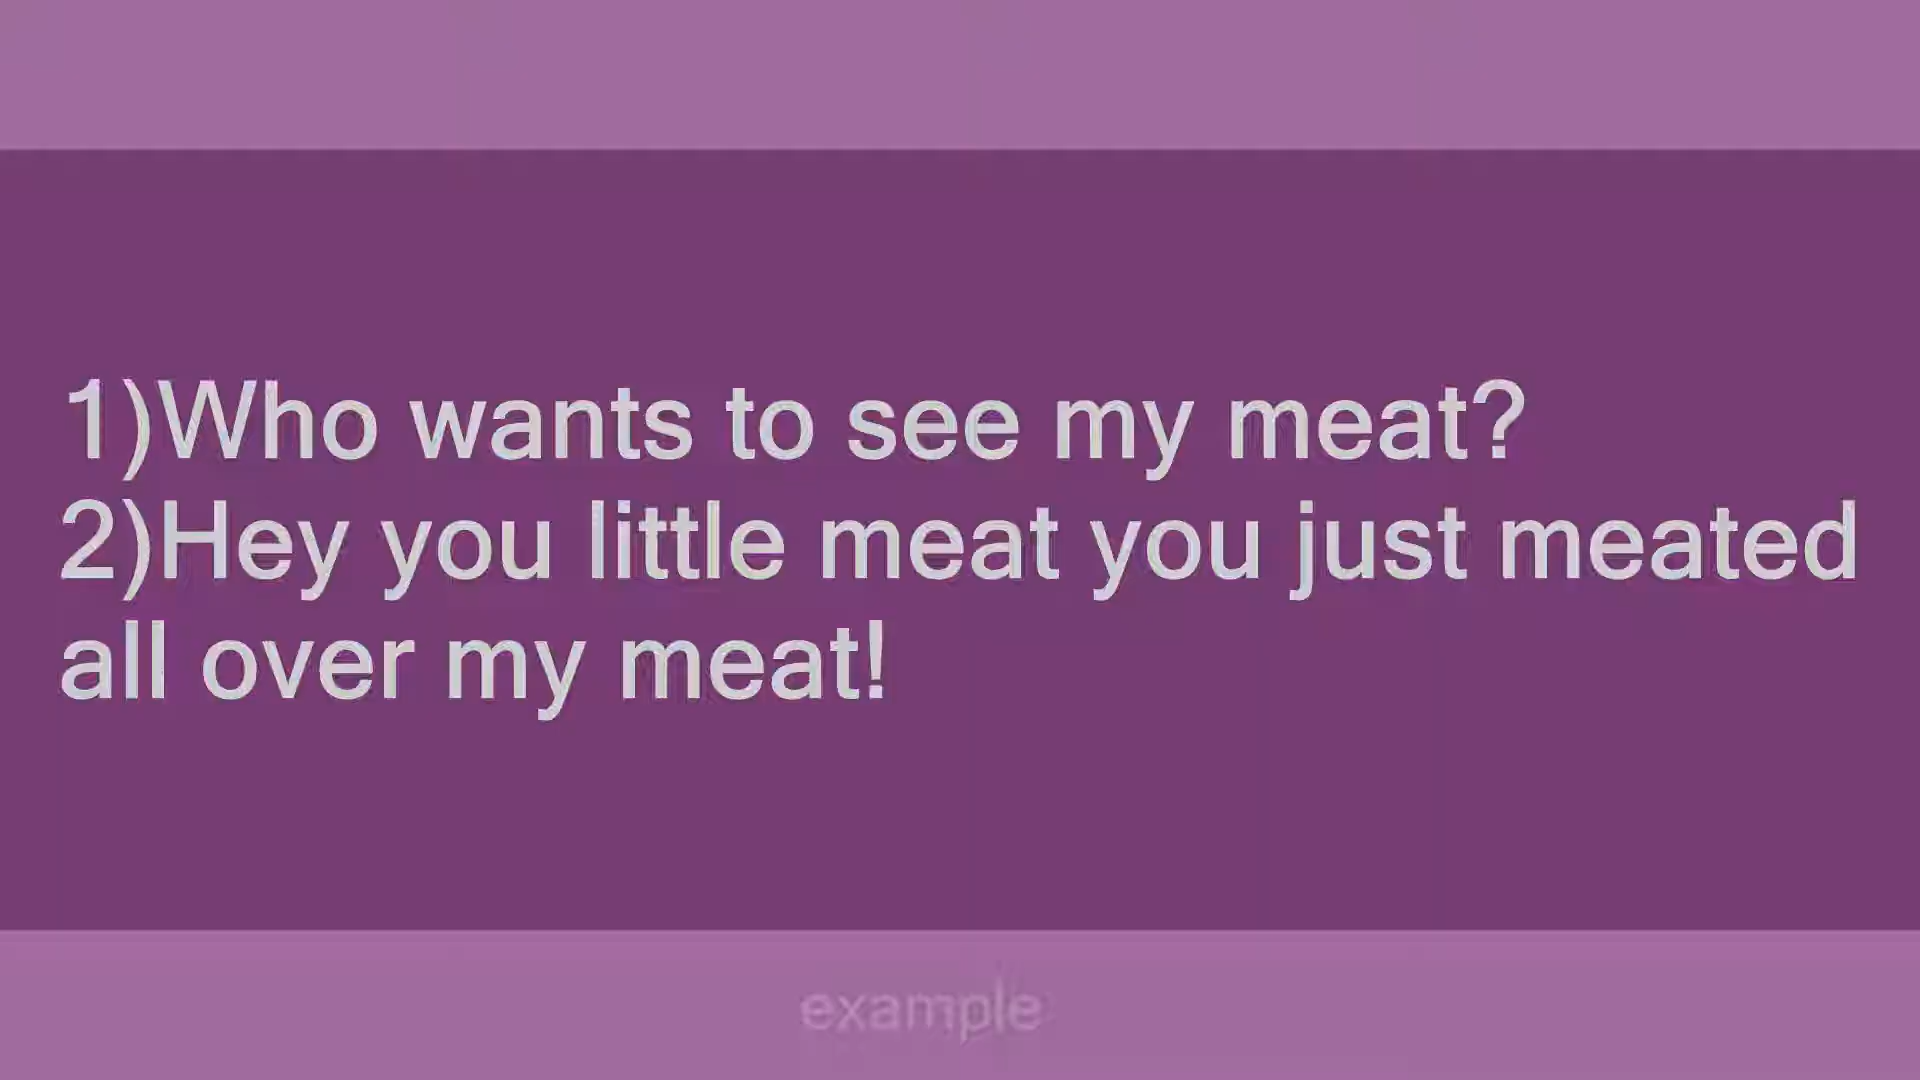 1)Who wants to see my meat?
2)Hey you little meat you just meated
all over my meat!
example